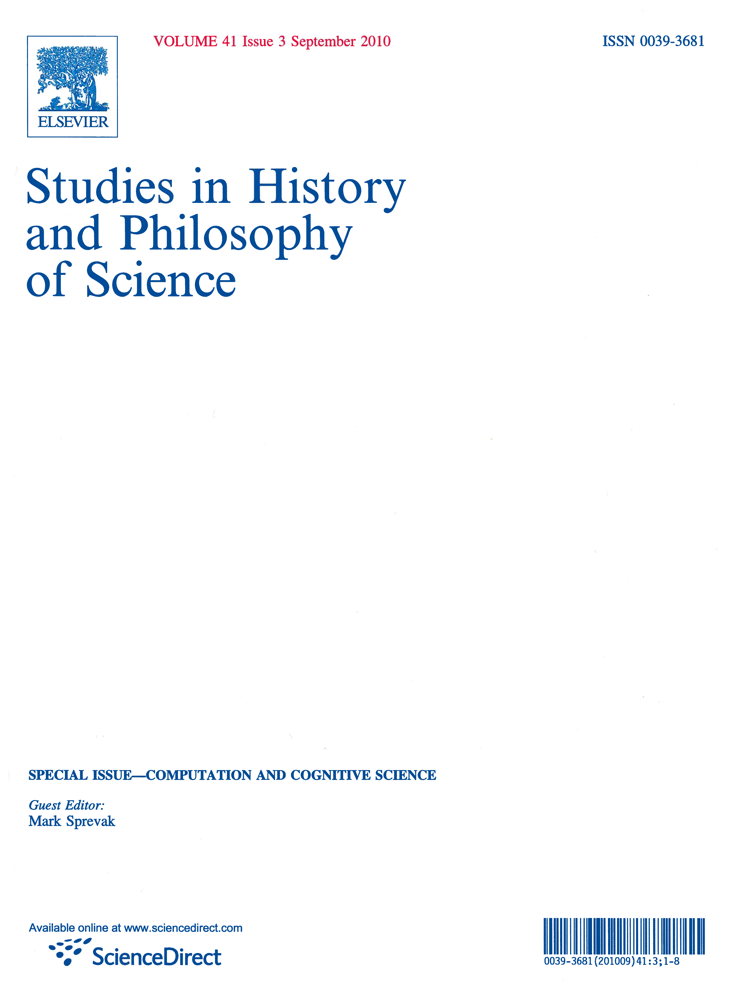 VOLUME 41 Issue 3 September 2010
ISSN 0039-3681
ELSEVIER
Studies in History
and Philosophy
of Science
SPECIAL ISSUE—COMPUTATION AND COGNITIVE SCIENCE
Guest Editor:
Mark Sprevak
Available online at www.sciencedirect.com
ScienceDirect
0039-3681(201009)41:3;1-8